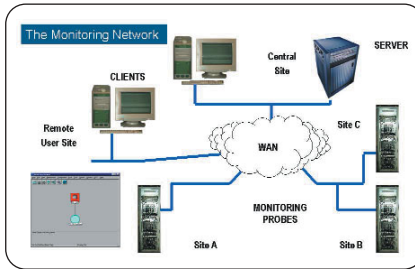 The Monitoring Network
SERVER
Central
Site
CLIENTS
Remote
User Site
WAN
Site C
MONITORING
PROBES
Site A
Site B